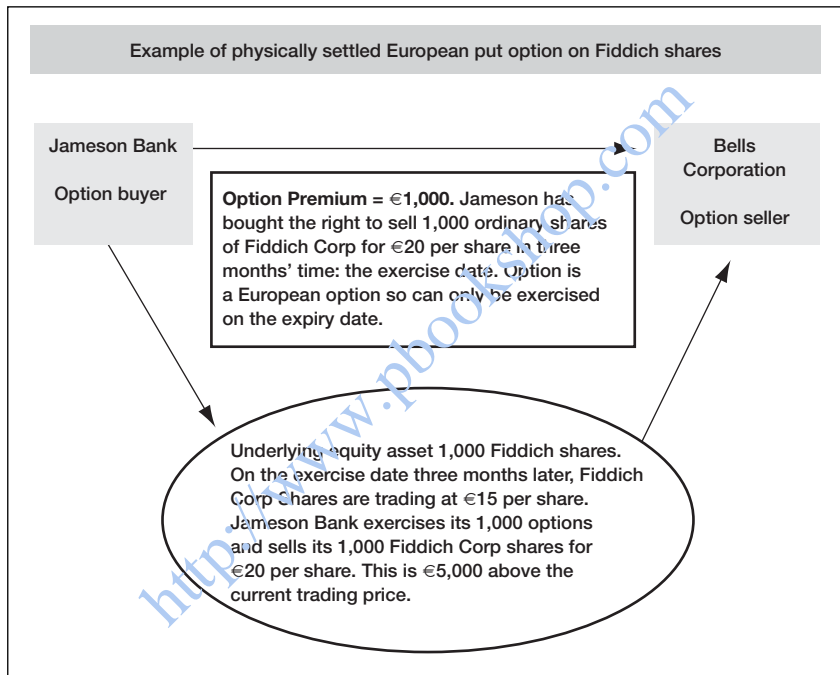 Example of physically settled European put option on Fiddich shares
Jameson Bank
Option buyer
Bells
Corporation
Option seller
Option Premium = €1,000. Jameson has
bought the right to sell 1,000 ordinary shares
of Fiddich Corp for €20 per share in three
months’ time: the exercise date. Option is
a European option so can only be exercised
on the expiry date.
Underlying equity asset 1,000 Fiddich shares.
On the exercise date three months later, Fiddich
Corp Shares are trading at €15 per share.
Jameson Bank exercises its 1,000 options
and sells its 1,000 Fiddich Corp shares for
€20 per share. This is €5,000 above the
current trading price.
http://www.pbookshop.com